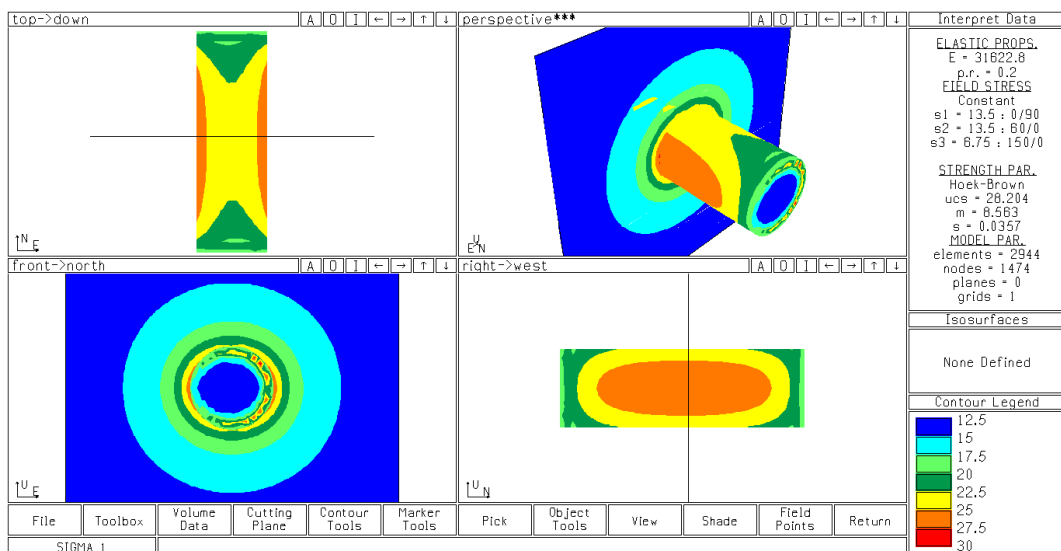 top->down
A O I ← → ↑ ↓
perspective***
A O I ← → ↑ ↓
Interpret Data
N
E
U
E N
ELASTIC PROPS.
E = 31622.8
p.r. = 0.2
FIELD STRESS
Constant
s1 = 13.5 : 0/90
s2 = 13.5 : 60/0
s3 = 6.75 : 150/0
STRENGTH PAR.
Hoek-Brown
ucs = 28.204
m = 8.563
s = 0.0357
MODEL PAR.
elements = 2944
nodes = 1474
planes = 0
grids = 1
front->north
A O I ← → ↑ ↓
right->west
A O I ← → ↑ ↓
U
E
U
N
Isosurfaces
None Defined
Contour Legend
12.5
15
17.5
20
22.5
25
27.5
30
File
Toolbox
Volume
Data
Cutting
Plane
Contour
Tools
Marker
Tools
Pick
Object
Tools
View
Shade
Field
Points
Return
SIGMA 1